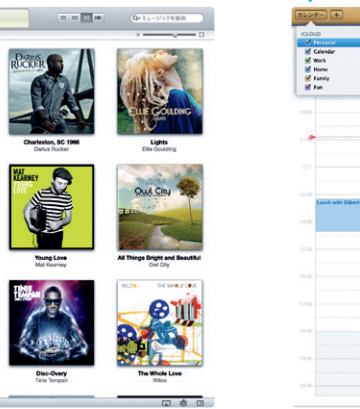 ミュージックを検索
DARIUS
RUCKER
ELLIE GOULDING
LIGHTS
Charleston, SC 1966
Darius Rucker
Lights
Ellie Goulding
MAT
KEARNEY
YOUNG
LOVE
Owl City
Young Love
Mat Kearney
All Things Bright and Beautiful
Owl City
TINIE
TEMPAH
WILCO
THE WHOLE LOVE
Disc-Overy
Tinie Tempah
The Whole Love
Wilco
カレンダー
+
ICLOUD
Personal
Calendar
Work
Home
Family
Fun
Lunch with Gilbert